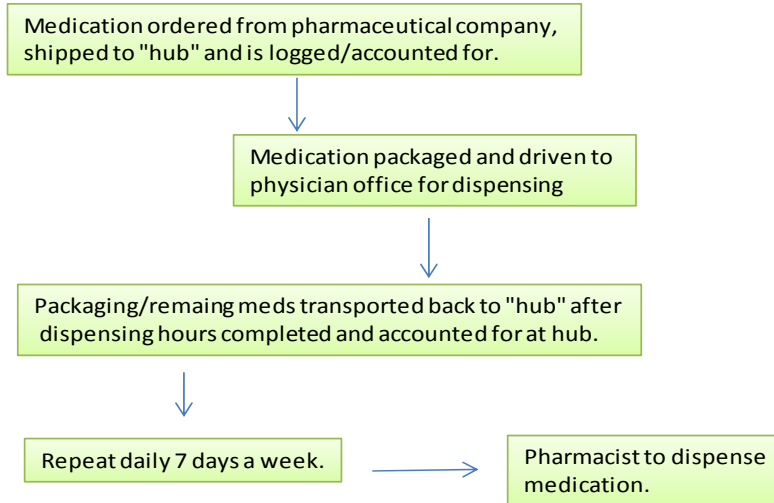 Medication ordered from pharmaceutical company,
shipped to "hub" and is logged/accounted for.
Medication packaged and driven to
physician office for dispensing
Packaging/remaing meds transported back to "hub" after
dispensing hours completed and accounted for at hub.
Repeat daily 7 days a week.
Pharmacist to dispense
medication.